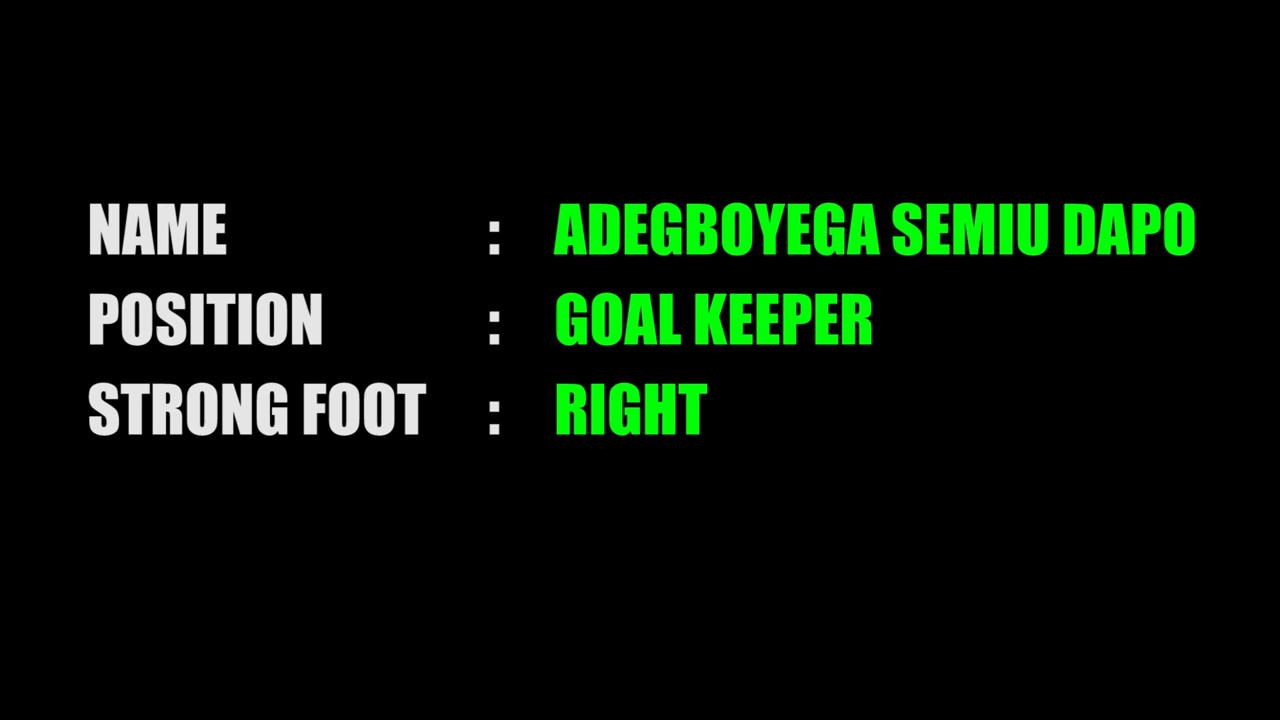 NAME : ADEGBOYEGA SEMIU DAPO
POSITION : GOAL KEEPER
STRONG FOOT : RIGHT